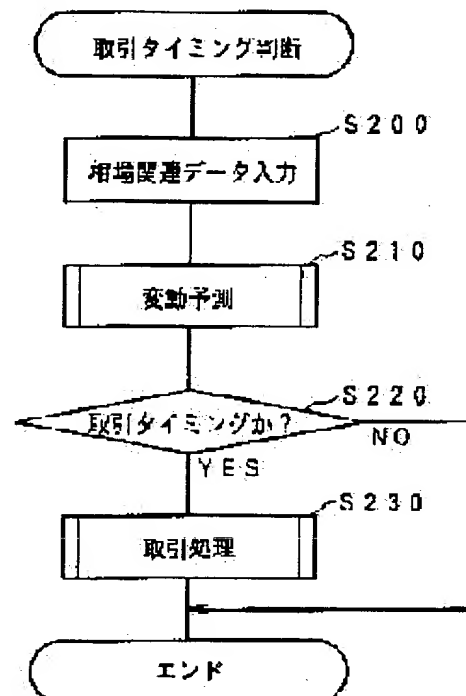 取引タイミング判断
S200
相場関連データ入力
S210
変動予測
S220
取引タイミングか?
NO
YES
S230
取引処理
エンド